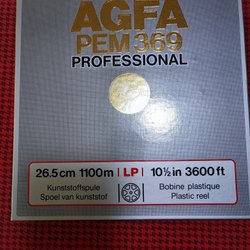 AGFA
PEM 369
PROFESSIONAL
26.5 cm 1100 m | LP | 10½ in 3600 ft
Kunststoffspule Bobine plastique
Spoel van kunststof Plastic reel